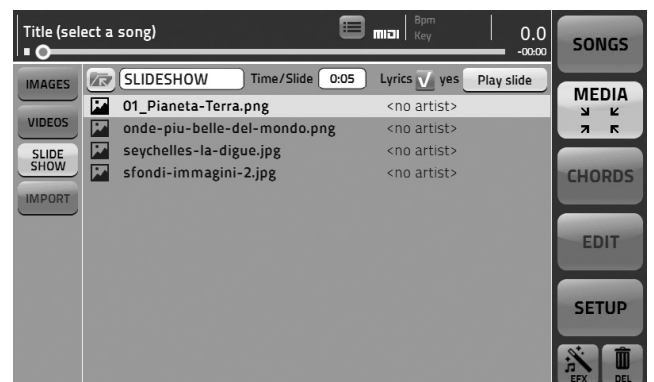 Title (select a song)
midi
Bpm
Key
0.0
-00:00
SONGS
IMAGES
SLIDESHOW
Time/Slide
0:05
Lyrics
yes
Play slide
MEDIA
01_Pianeta-Terra.png
<no artist>
VIDEOS
onde-piu-belle-del-mondo.png
<no artist>
SLIDE
SHOW
seychelles-la-digue.jpg
<no artist>
sfondi-immagini-2.jpg
<no artist>
CHORDS
IMPORT
EDIT
SETUP
EFX
DEL